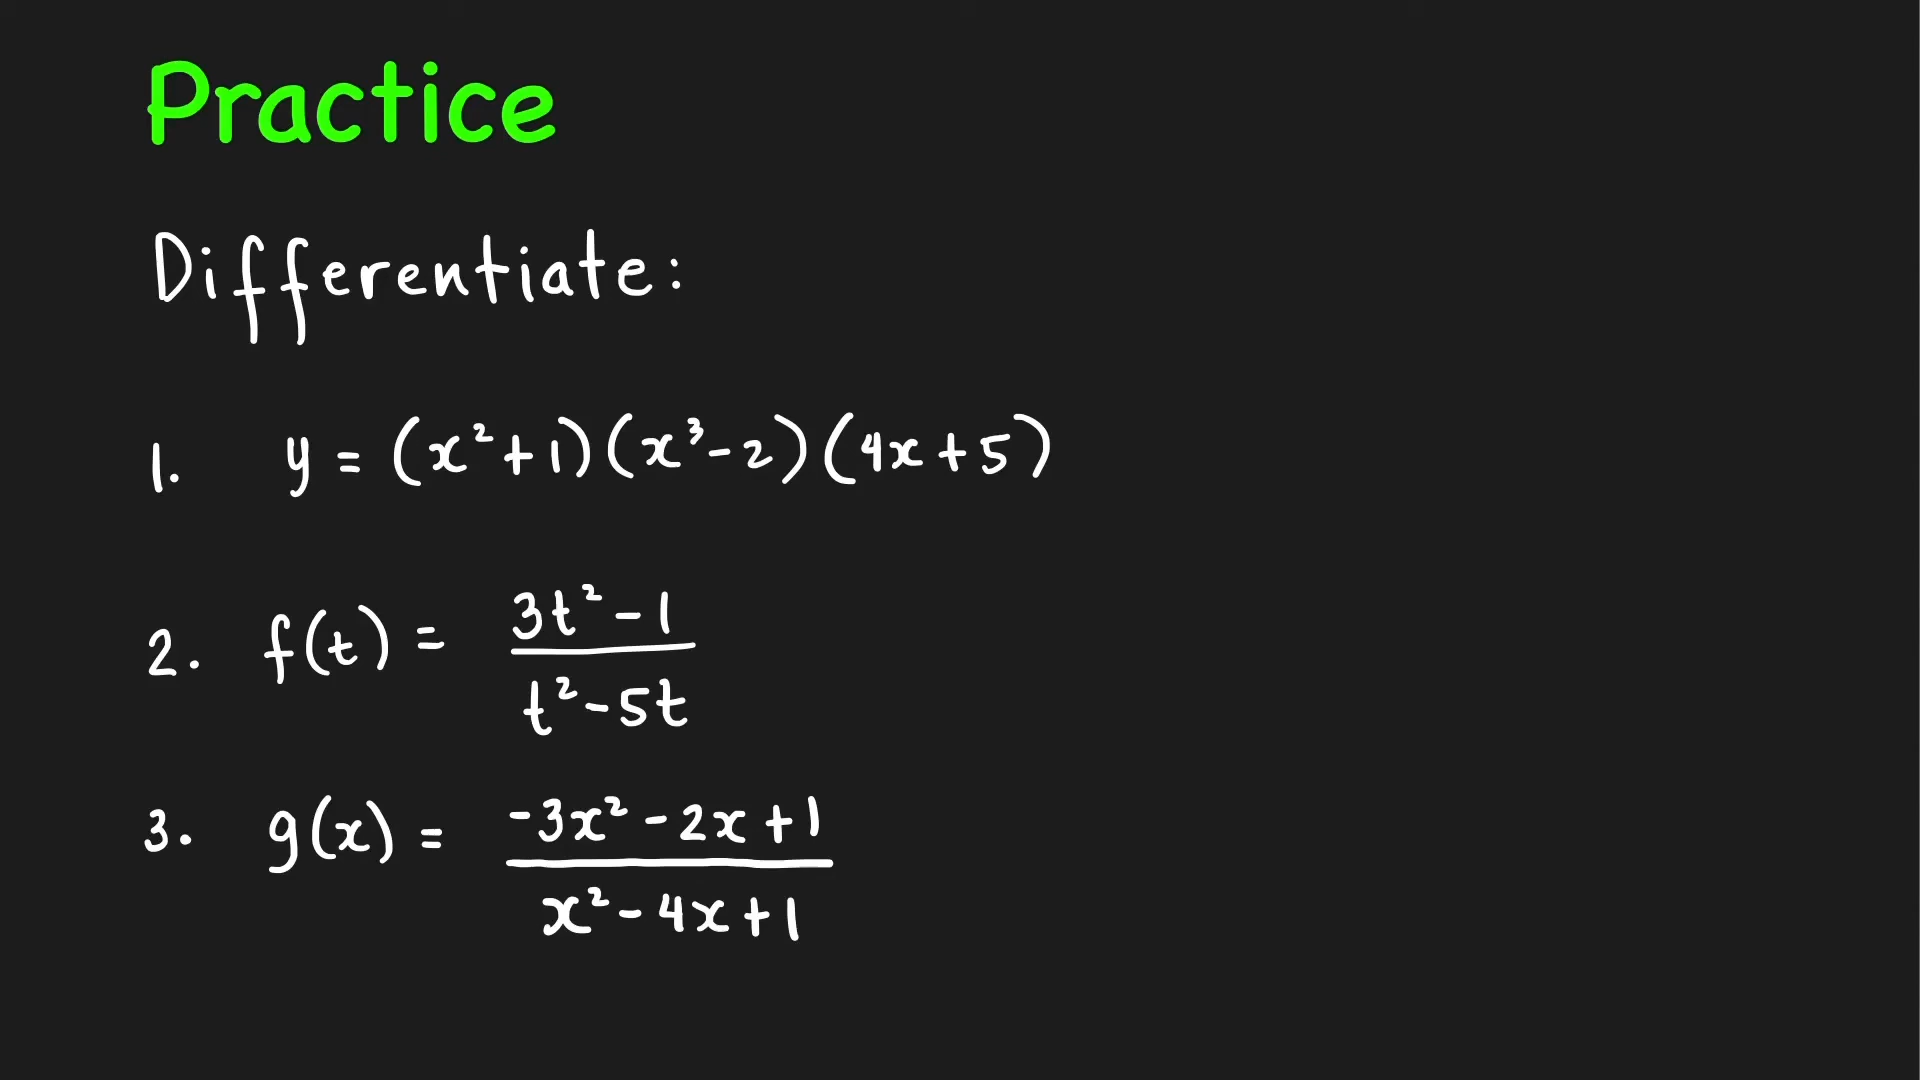 Practice
Differentiate:
1. y = (x²+1)(x³-2)(4x+5)
2. f(t) = (3t²-1)/(t²-5t)
3. g(x) = (-3x²-2x+1)/(x²-4x+1)